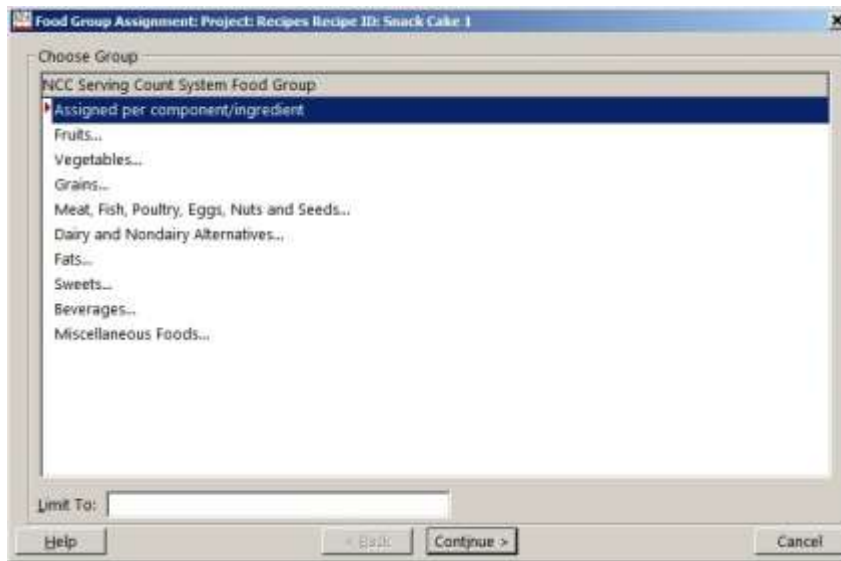 Food Group Assignment: Project: Recipes Recipe ID: Snack Cake 1
Choose Group
NCC Serving Count System Food Group
Assigned per component/ingredient
Fruits...
Vegetables...
Grains...
Meat, Fish, Poultry, Eggs, Nuts and Seeds...
Dairy and Nondairy Alternatives...
Fats...
Sweets...
Beverages...
Miscellaneous Foods...
Limit To:
Help < Back Continue > Cancel